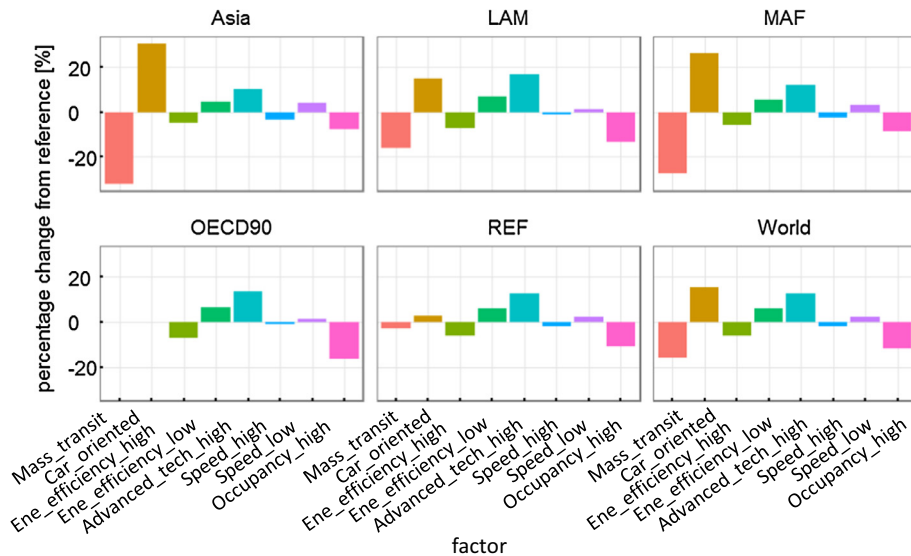 Asia LAM MAF
percentage change from reference [%]
20 0 -20
OECD90 REF World
20 0 -20
Mass_transit Car_oriented Ene_efficiency_high Ene_efficiency_low Advanced_tech_high Speed_high Speed_low Occupancy_high
Mass_transit Car_oriented Ene_efficiency_high Ene_efficiency_low Advanced_tech_high Speed_high Speed_low Occupancy_high
Mass_transit Car_oriented Ene_efficiency_high Ene_efficiency_low Advanced_tech_high Speed_high Speed_low Occupancy_high
factor